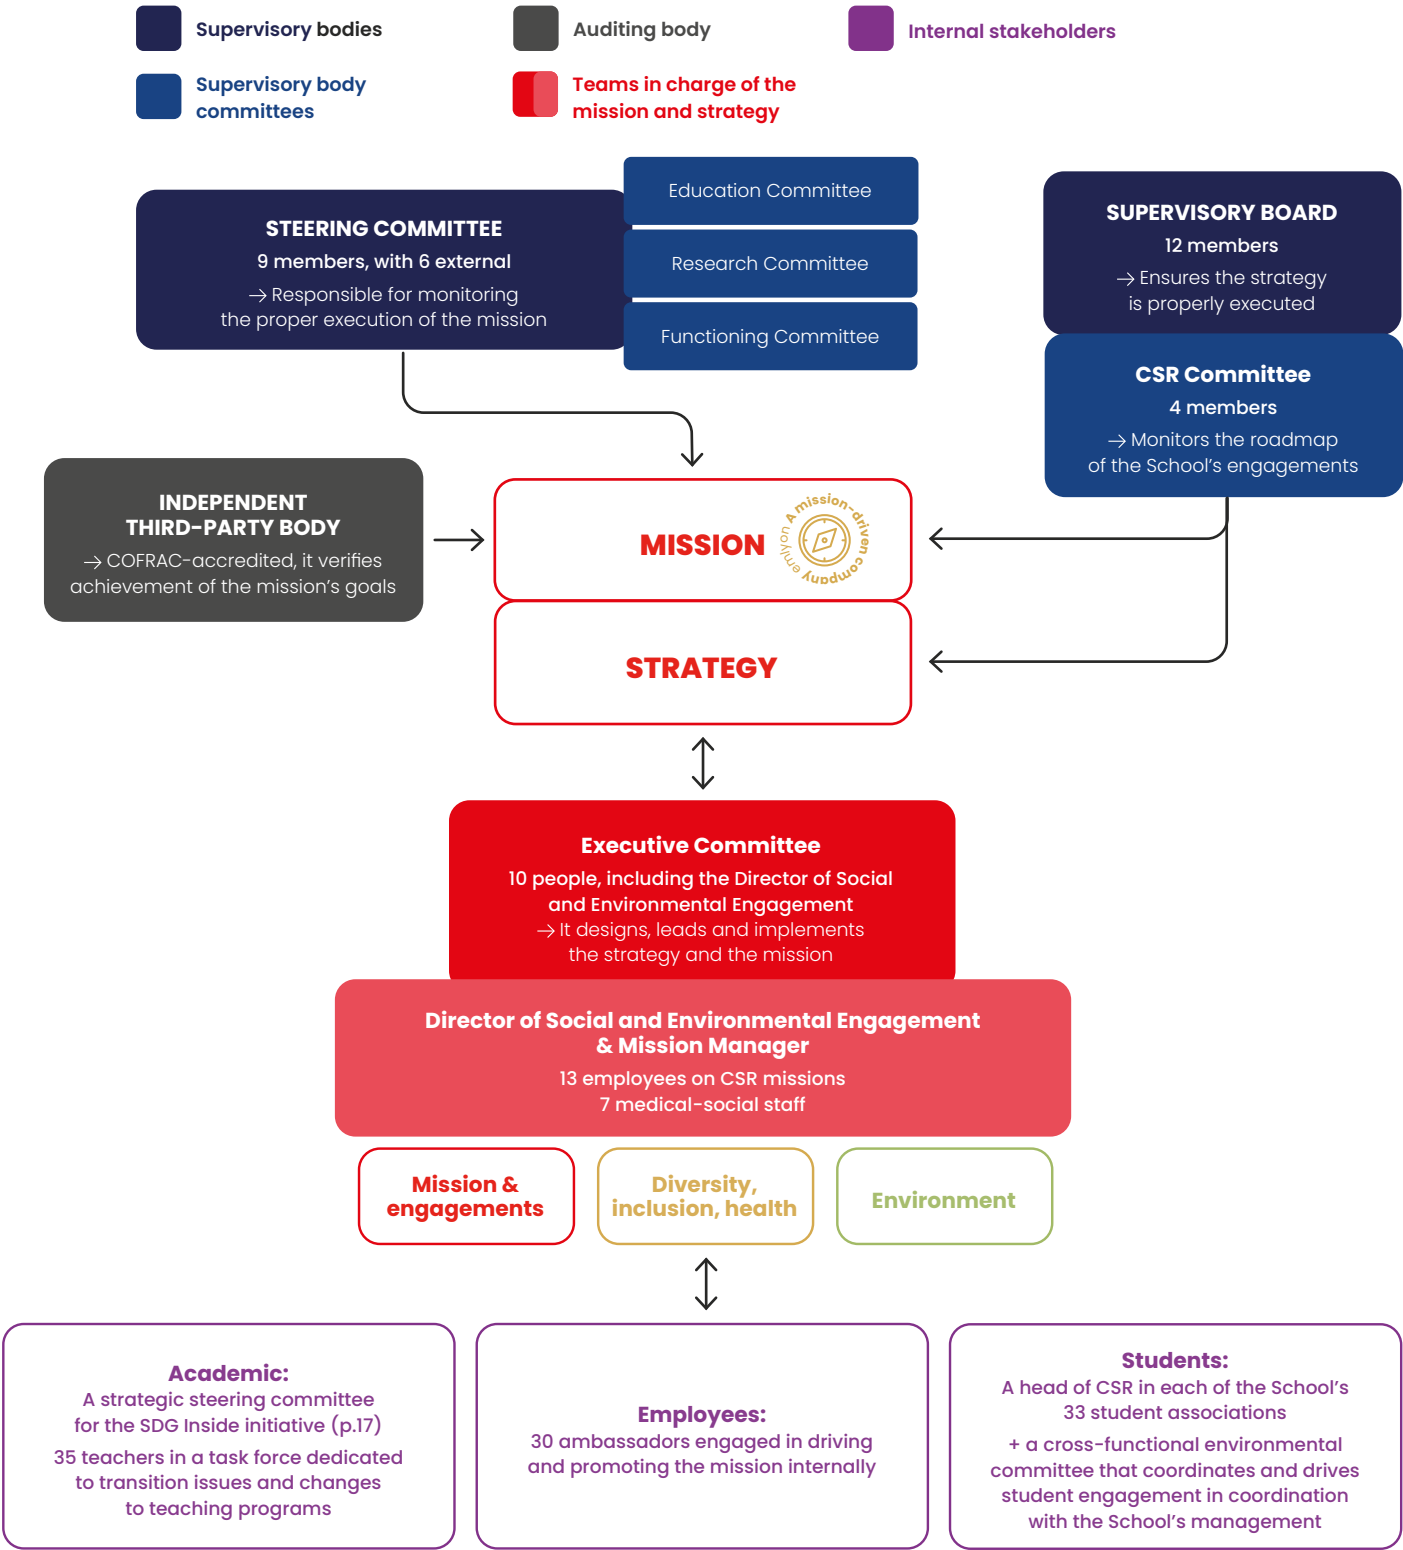 Supervisory bodies
Auditing body
Internal stakeholders
Supervisory body
committees
Teams in charge of the
mission and strategy
STEERING COMMITTEE
9 members, with 6 external
→ Responsible for monitoring
the proper execution of the mission
Education Committee
Research Committee
Functioning Committee
SUPERVISORY BOARD
12 members
→ Ensures the strategy
is properly executed
CSR Committee
4 members
→ Monitors the roadmap
of the School's engagements
INDEPENDENT
THIRD-PARTY BODY
→ COFRAC-accredited, it verifies
achievement of the mission's goals
MISSION
emlyon A mission-driven company
STRATEGY
Executive Committee
10 people, including the Director of Social
and Environmental Engagement
→ It designs, leads and implements
the strategy and the mission
Director of Social and Environmental Engagement
& Mission Manager
13 employees on CSR missions
7 medical-social staff
Mission &
engagements
Diversity,
inclusion, health
Environment
Academic:
A strategic steering committee
for the SDG Inside initiative (p.17)
35 teachers in a task force dedicated
to transition issues and changes
to teaching programs
Employees:
30 ambassadors engaged in driving
and promoting the mission internally
Students:
A head of CSR in each of the School's
33 student associations
+ a cross-functional environmental
committee that coordinates and drives
student engagement in coordination
with the School's management